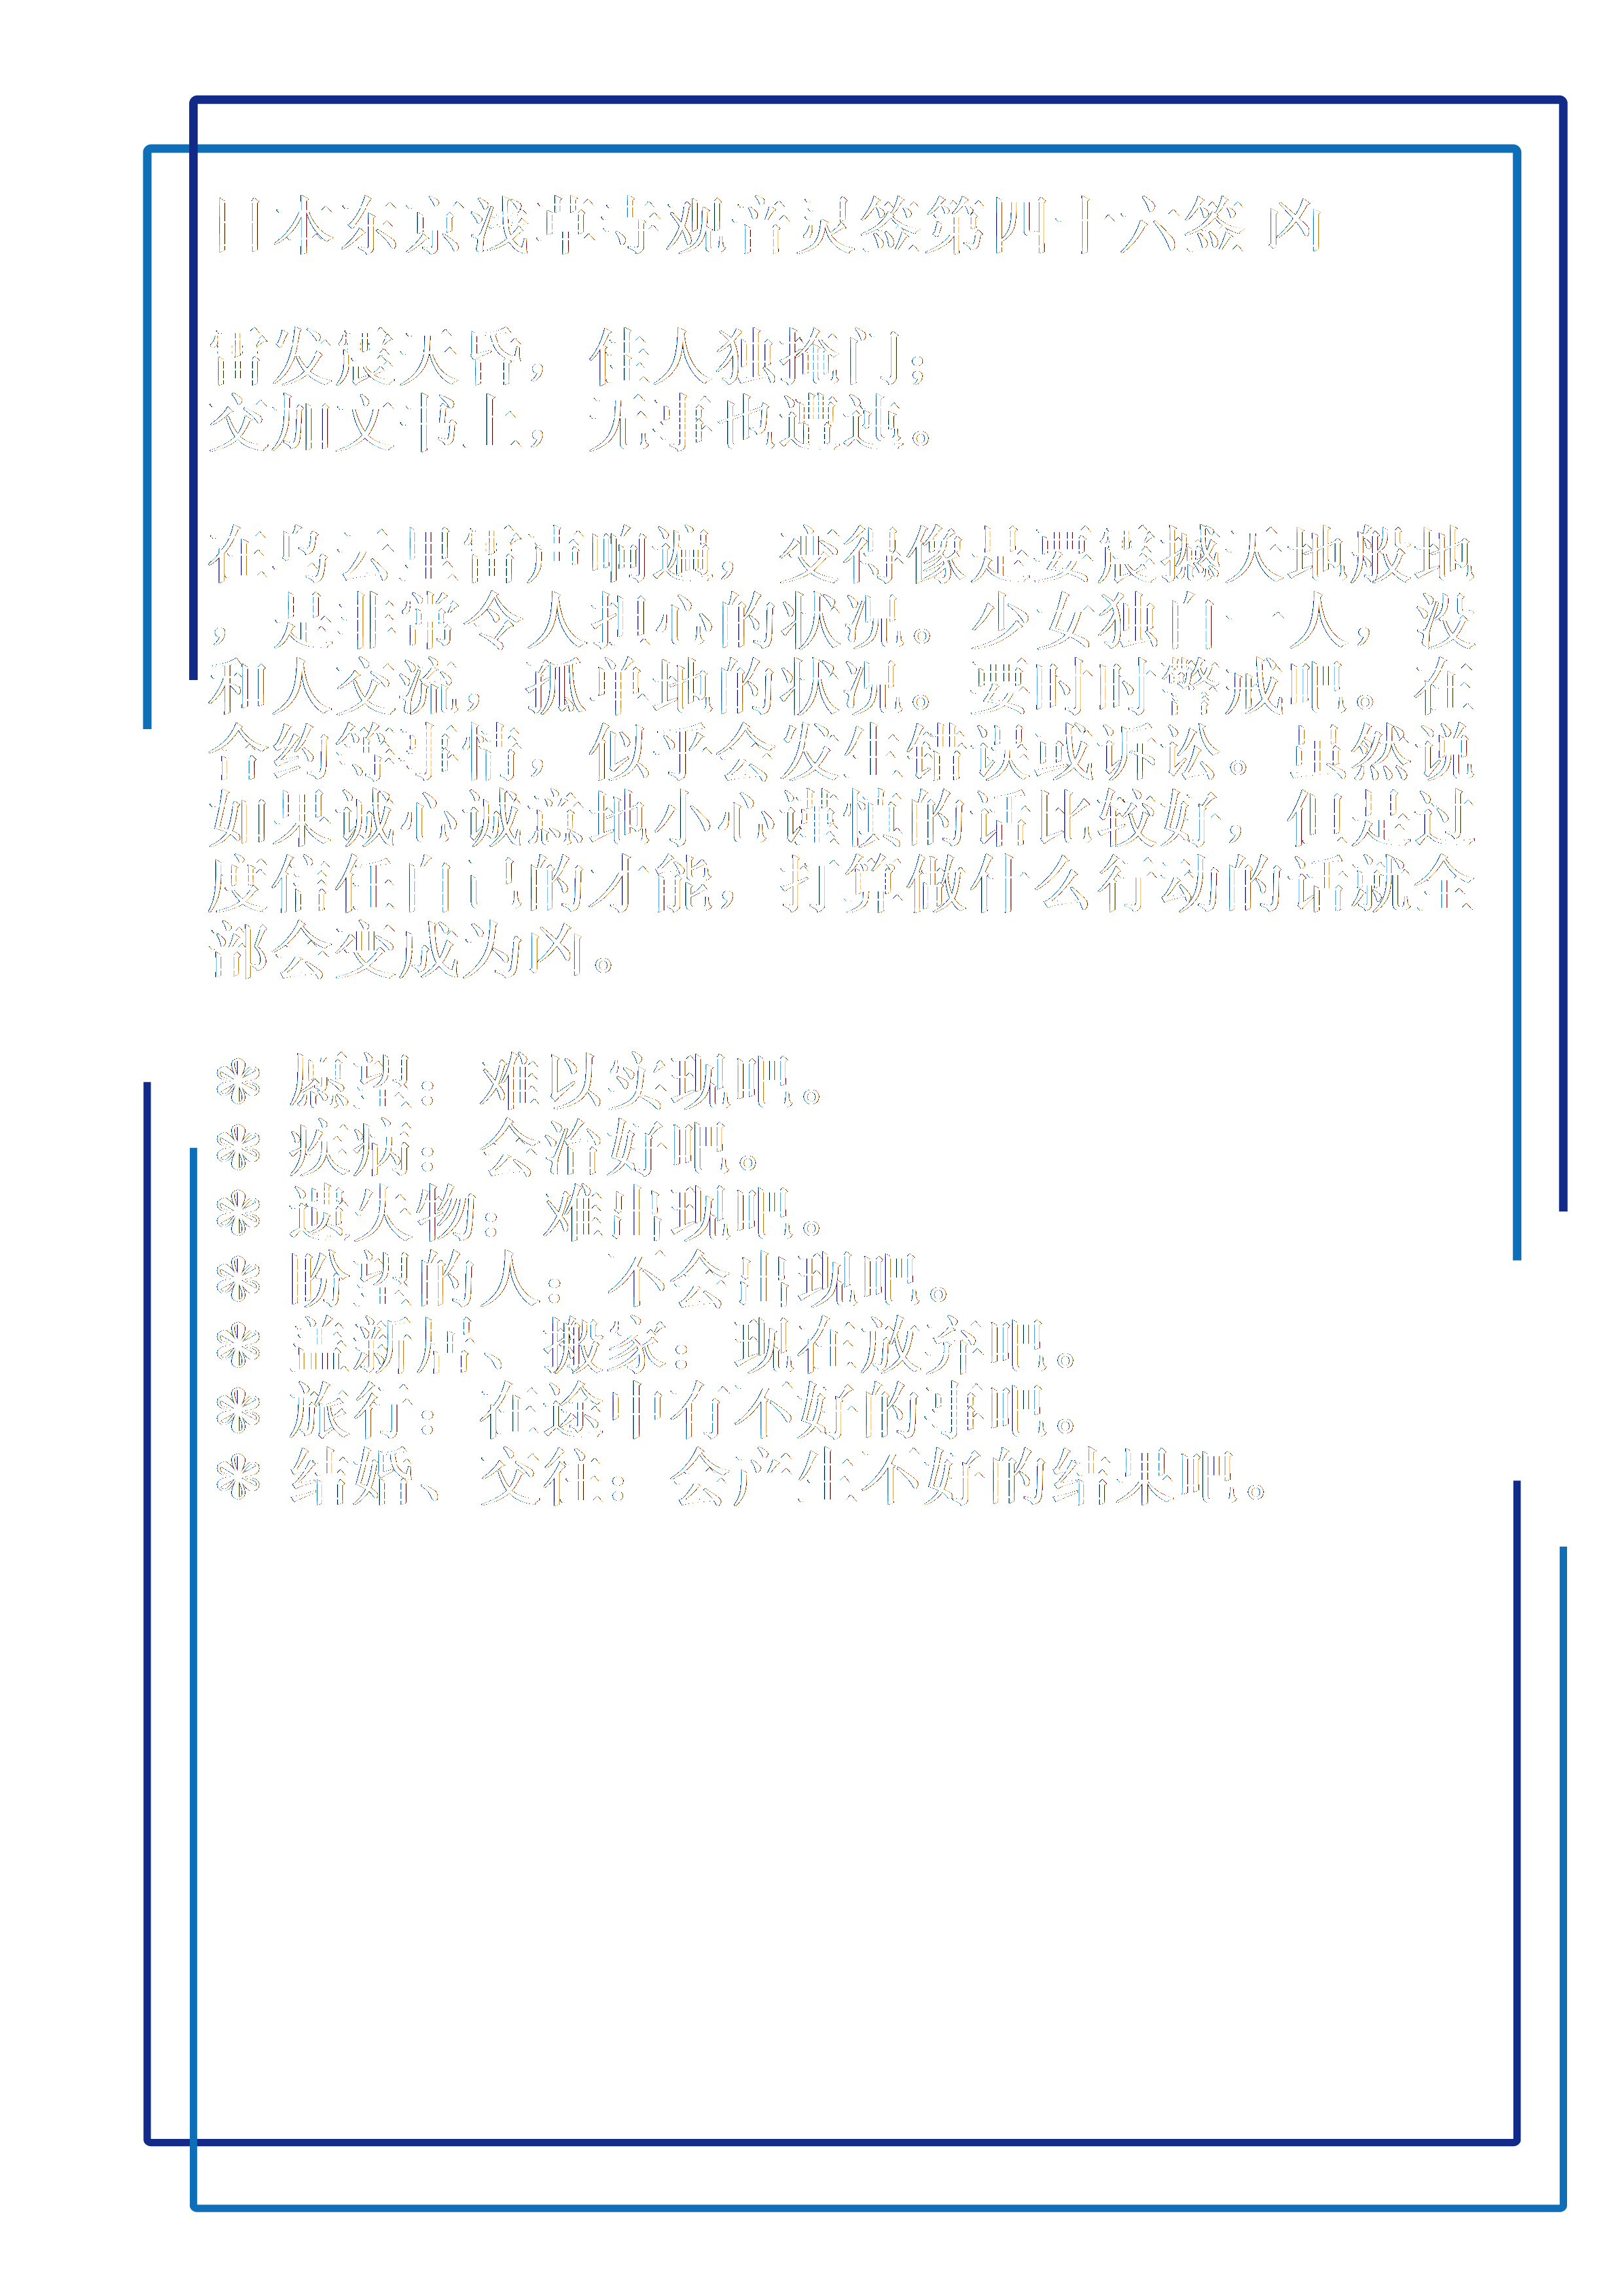 日本东京浅草寺观音灵签第四十六签 凶
雷发震天昏，佳人独掩门；
交加文书上，无事也遭迍。
在乌云里雷声响遍，变得像是要震撼天地般地
，是非常令人担心的状况。少女独自一人，没
和人交流，孤单地的状况。要时时警戒吧。在
合约等事情，似乎会发生错误或诉讼。虽然说
如果诚心诚意地小心谨慎的话比较好，但是过
度信任自己的才能，打算做什么行动的话就全
部会变成为凶。
❃ 愿望：难以实现吧。
❃ 疾病：会治好吧。
❃ 遗失物：难出现吧。
❃ 盼望的人：不会出现吧。
❃ 盖新居、搬家：现在放弃吧。
❃ 旅行：在途中有不好的事吧。
❃ 结婚、交往：会产生不好的结果吧。